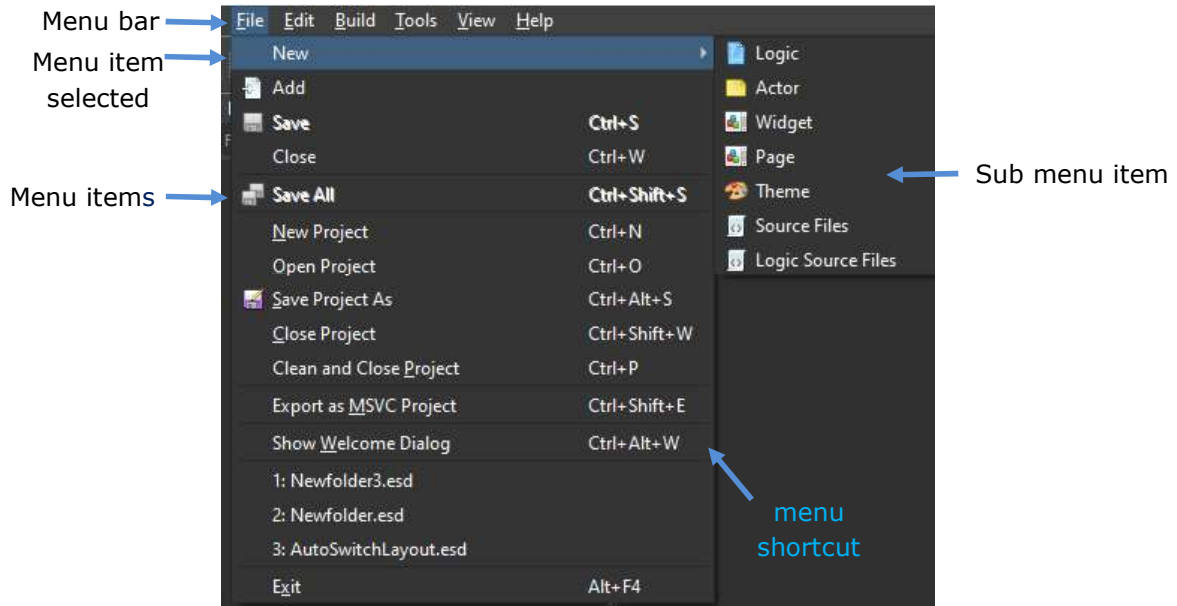 Menu bar
File Edit Build Tools View Help
Menu item
selected
New
Add
Save Ctrl+S
Close Ctrl+W
Menu items
Save All Ctrl+Shift+S
New Project Ctrl+N
Open Project Ctrl+O
Save Project As Ctrl+Alt+S
Close Project Ctrl+Shift+W
Clean and Close Project Ctrl+P
Export as MSVC Project Ctrl+Shift+E
Show Welcome Dialog Ctrl+Alt+W
1: Newfolder3.esd
2: Newfolder.esd
3: AutoSwitchLayout.esd
Exit Alt+F4
Logic
Actor
Widget
Page
Theme
Source Files
Logic Source Files
Sub menu item
menu
shortcut